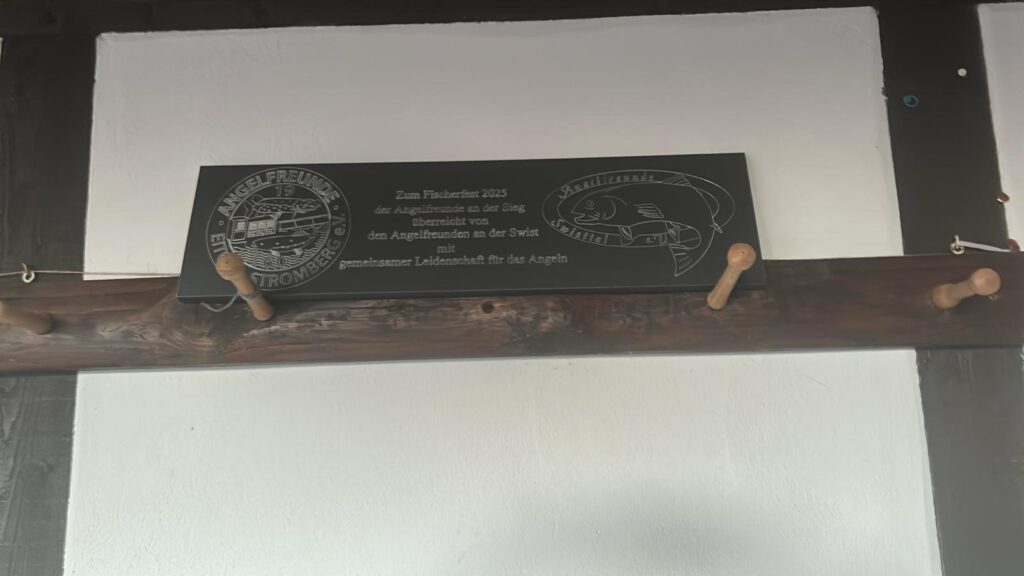 ANGELFREUNDE
19
STROMBERG e.V.
Zum Fischerfest 2025
der Angelfreunde an der Sieg
überreicht von
den Angelfreunden an der Swist
mit
gemeinsamer Leidenschaft für das Angeln
Angelfreunde
Swisttal e.V.